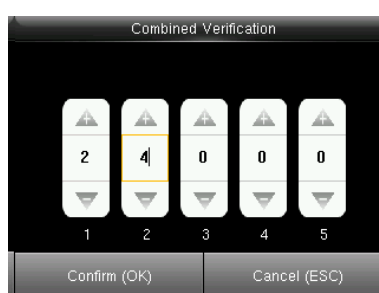 Combined Verification
+ + + + +
2 4 0 0 0
- - - - -
1 2 3 4 5
Confirm (OK) Cancel (ESC)